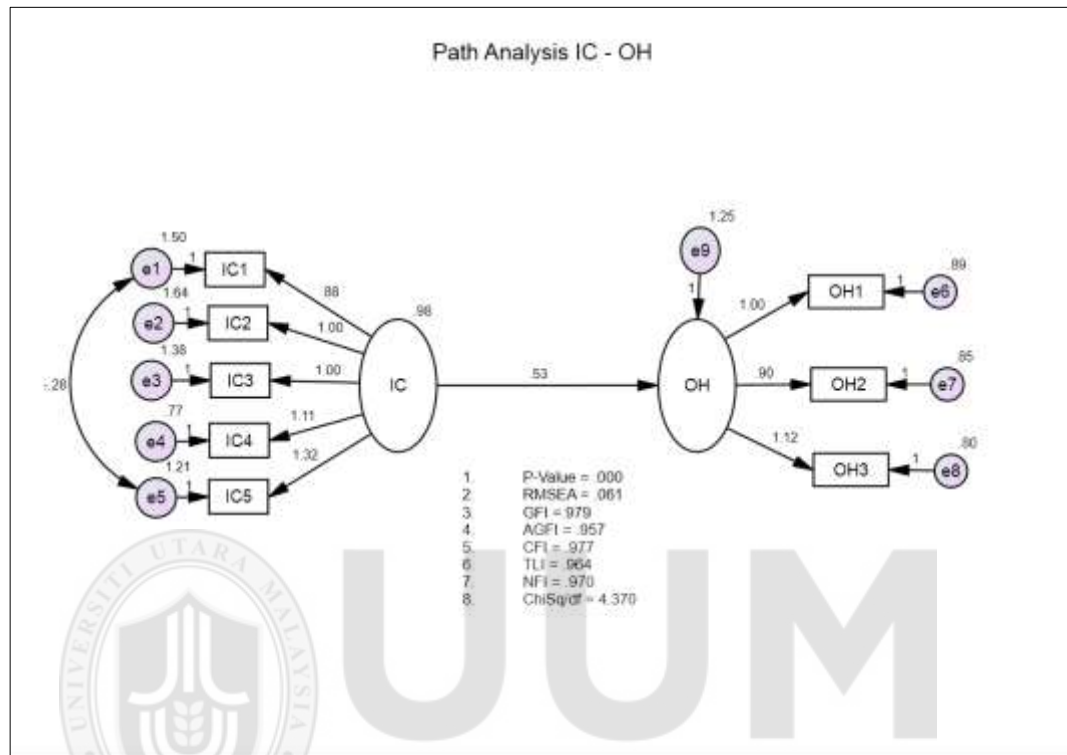 Path Analysis IC - OH
1.50
e1
1
IC1
.88
1.64
e2
1
IC2
1.00
1.38
e3
1
IC3
1.00
.77
e4
1
IC4
1.11
1.21
e5
1
IC5
1.32
.28
.98
IC
.53
1.25
e9
1
OH
1.00
OH1
1
.89
e6
.90
OH2
1
.85
e7
1.12
OH3
1
.80
e8
1. P-Value = .000
2 RMSEA = .061
3 GFI = .979
4 AGFI = .957
5. CFI = .977
6 TLI = .964
7. NFI = .970
8. ChiSq/df = 4.370
UNIVERSITI UTARA MALAYSIA
UUM